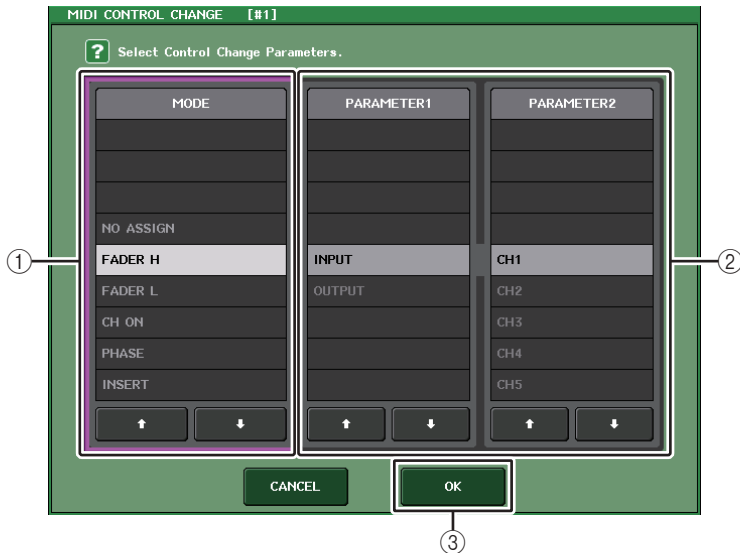 MIDI CONTROL CHANGE [#1]
? Select Control Change Parameters.
MODE
NO ASSIGN
FADER H
FADER L
CH ON
PHASE
INSERT
PARAMETER1
INPUT
OUTPUT
PARAMETER2
CH1
CH2
CH3
CH4
CH5
CANCEL
OK
①
②
③